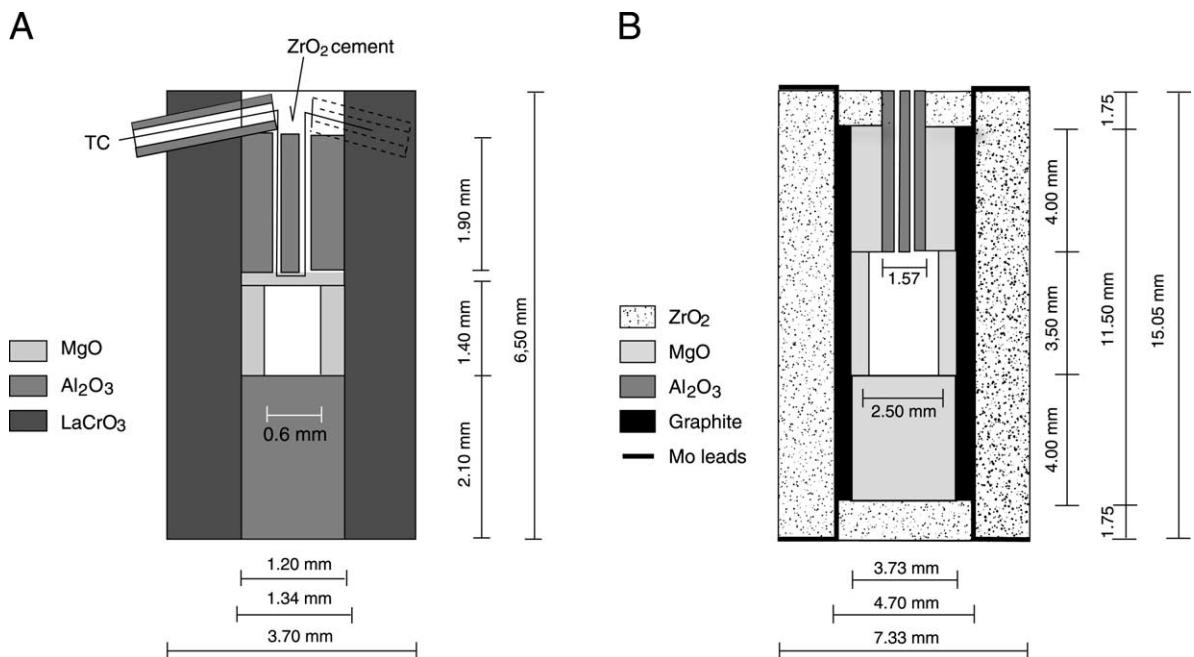 A
ZrO2 cement
TC
1.90 mm
1.40 mm
2.10 mm
6.50 mm
MgO
Al2O3
LaCrO3
0.6 mm
1.20 mm
1.34 mm
3.70 mm
B
1.75
4.00 mm
3.50 mm
4.00 mm
11.50 mm
1.75
15.05 mm
1.57
2.50 mm
ZrO2
MgO
Al2O3
Graphite
Mo leads
3.73 mm
4.70 mm
7.33 mm